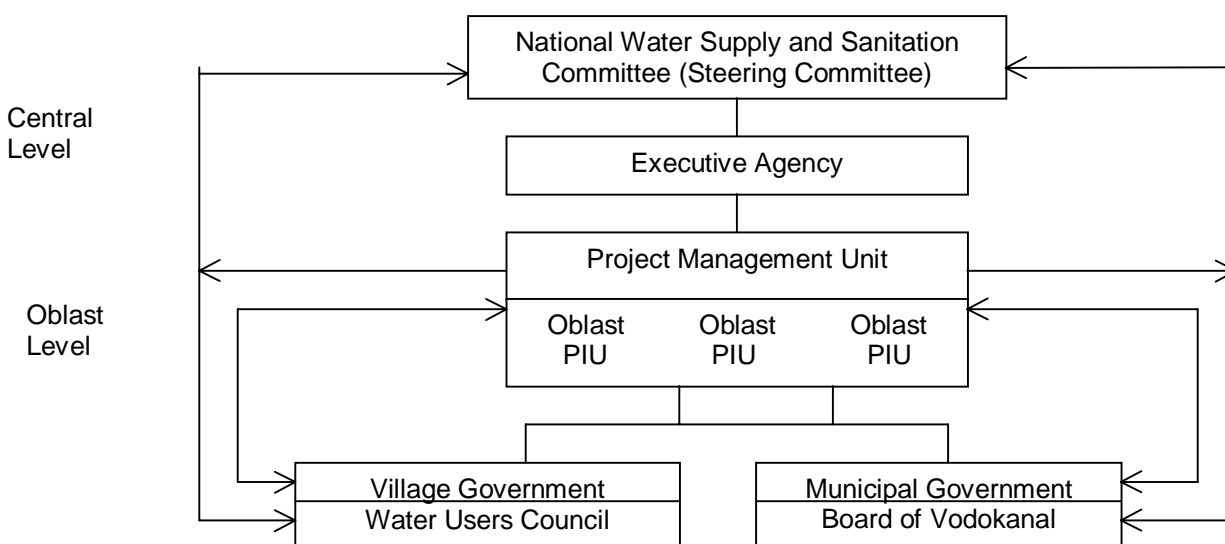 National Water Supply and Sanitation
Committee (Steering Committee)
Central
Level
Executive Agency
Project Management Unit
Oblast
Level
Oblast
PIU
Oblast
PIU
Oblast
PIU
Village Government
Water Users Council
Municipal Government
Board of Vodokanal